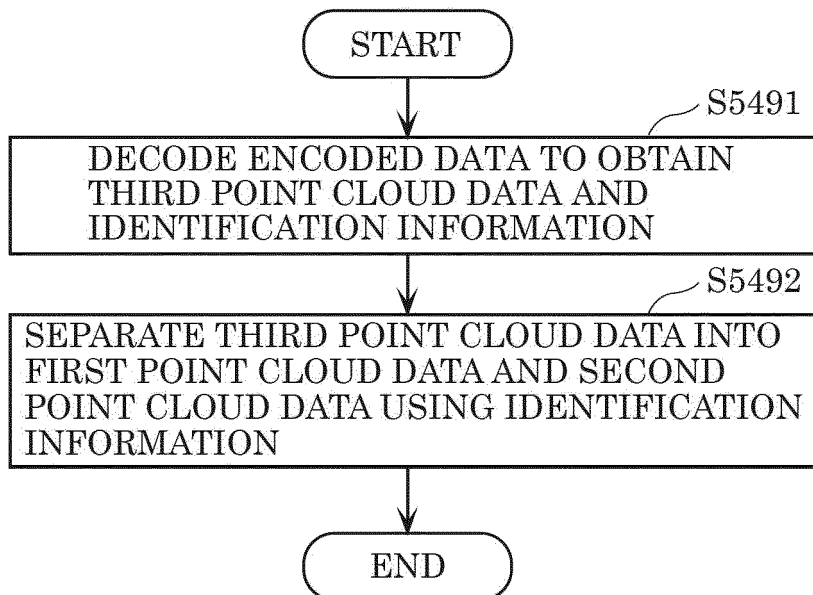 START
S5491
DECODE ENCODED DATA TO OBTAIN
THIRD POINT CLOUD DATA AND
IDENTIFICATION INFORMATION
S5492
SEPARATE THIRD POINT CLOUD DATA INTO
FIRST POINT CLOUD DATA AND SECOND
POINT CLOUD DATA USING IDENTIFICATION
INFORMATION
END